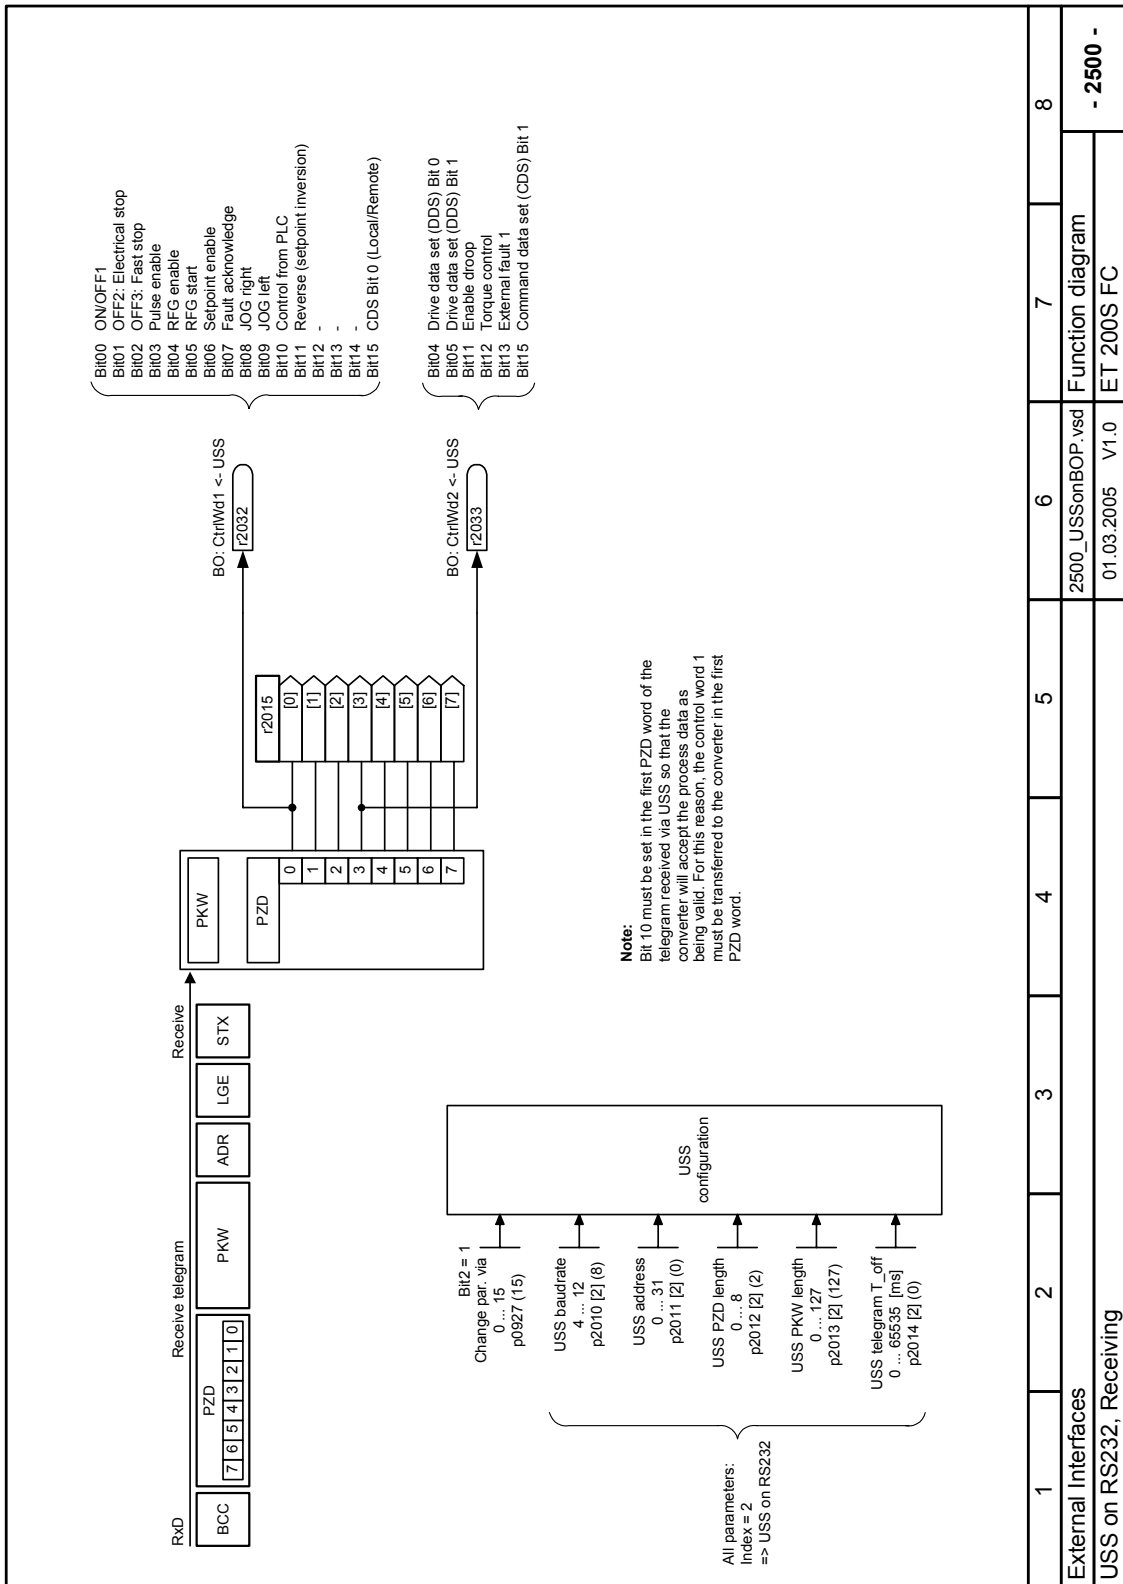 RxD
Receive telegram
Receive
BCC
PZD
7 6 5 4 3 2 1 0
PKW
ADR
LGE
STX
PKW
PZD
0
1
2
3
4
5
6
7
r2015
[0]
[1]
[2]
[3]
[4]
[5]
[6]
[7]
BO: CtrlWd1 <- USS
r2032
BO: CtrlWd2 <- USS
r2033
Bit00 ON/OFF1
Bit01 OFF2: Electrical stop
Bit02 OFF3: Fast stop
Bit03 Pulse enable
Bit04 RFG enable
Bit05 RFG start
Bit06 Setpoint enable
Bit07 Fault acknowledge
Bit08 JOG right
Bit09 JOG left
Bit10 Control from PLC
Bit11 Reverse (setpoint inversion)
Bit12 -
Bit13 -
Bit14 -
Bit15 CDS Bit 0 (Local/Remote)
Bit04 Drive data set (DDS) Bit 0
Bit05 Drive data set (DDS) Bit 1
Bit11 Enable droop
Bit12 Torque control
Bit13 External fault 1
Bit15 Command data set (CDS) Bit 1
All parameters:
Index = 2
=> USS on RS232
Bit2 = 1
Change par. via
0 ... 15
p0927 (15)
USS baudrate
4 ... 12
p2010 [2] (8)
USS address
0 ... 31
p2011 [2] (0)
USS PZD length
0 ... 8
p2012 [2] (2)
USS PKW length
0 ... 127
p2013 [2] (127)
USS telegram T_off
0 ... 65535 [ms]
p2014 [2] (0)
USS
configuration
Note:
Bit 10 must be set in the first PZD word of the
telegram received via USS so that the
converter will accept the process data as
being valid. For this reason, the control word 1
must be transferred to the converter in the first
PZD word.
1 2 3 4 5 6 7 8
External Interfaces
2500_USSonBOP.vsd
Function diagram
- 2500 -
USS on RS232, Receiving
01.03.2005 V1.0
ET 200S FC